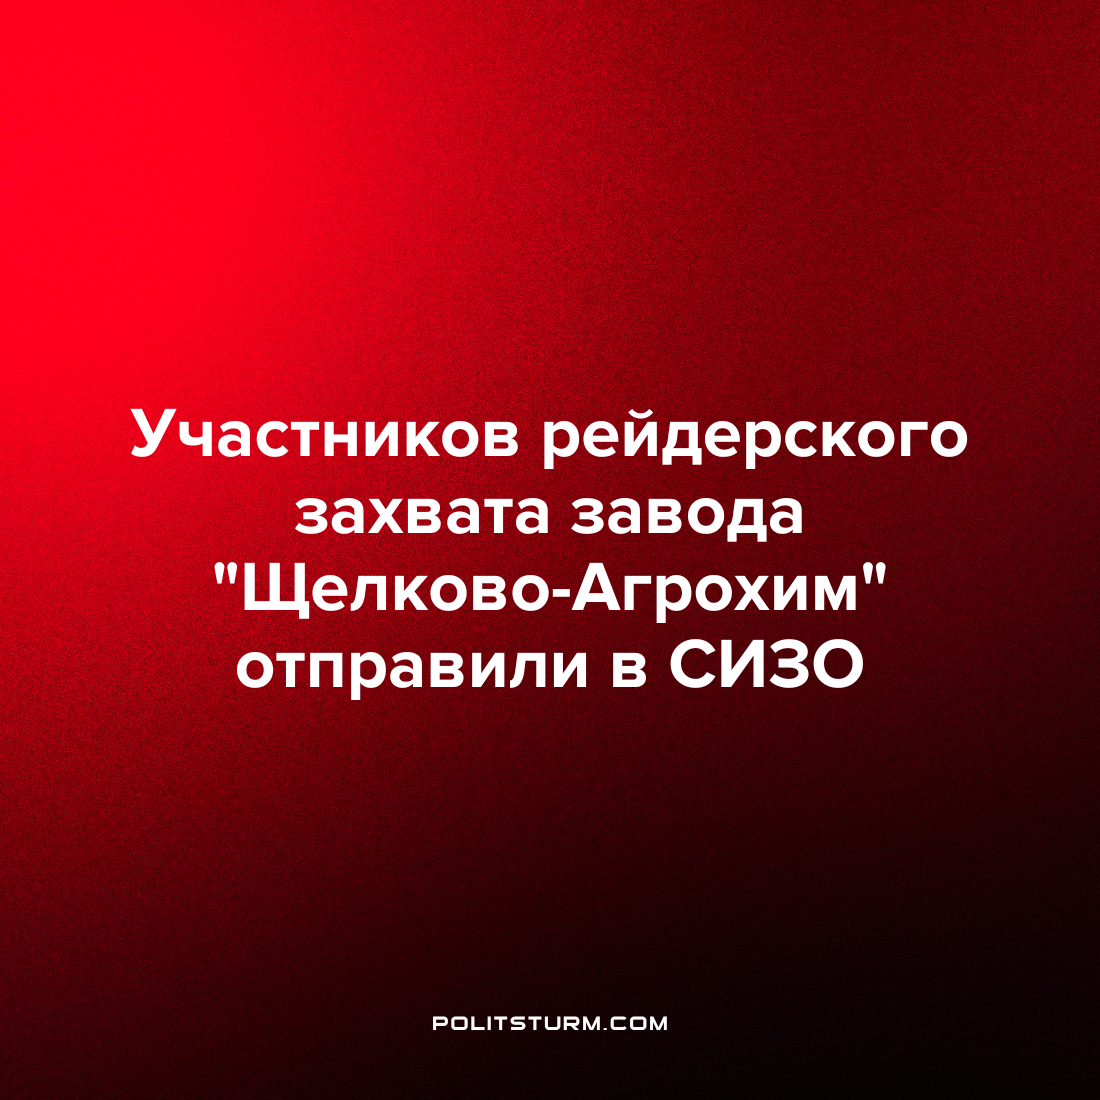 Участников рейдерского
захвата завода
"Щелково-Агрохим"
отправили в СИЗО
POLITSTURM.COM